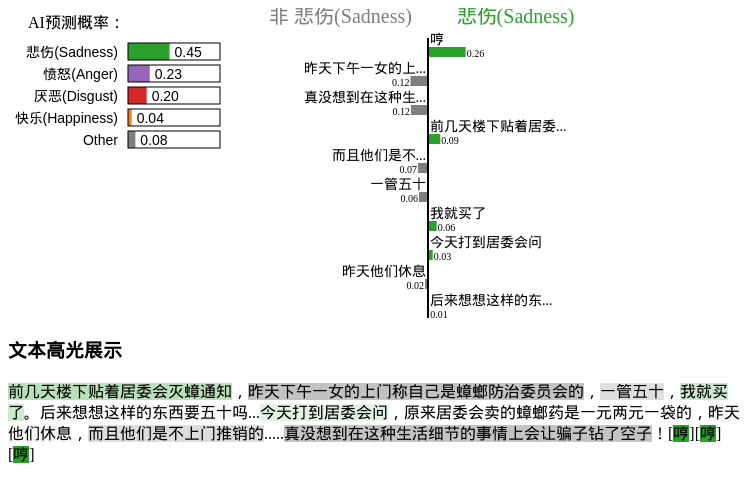 AI预测概率：
悲伤(Sadness) 0.45
愤怒(Anger) 0.23
厌恶(Disgust) 0.20
快乐(Happiness) 0.04
Other 0.08
非 悲伤(Sadness) 悲伤(Sadness)
哼
0.26
昨天下午一女的上...
0.12
真没想到在这种生...
0.12
前几天楼下贴着居委...
0.09
而且他们是不...
0.07
一管五十
0.06
我就买了
0.06
今天打到居委会问
0.03
昨天他们休息
0.02
后来想想这样的东...
0.01
文本高光展示
前几天楼下贴着居委会灭蟑通知，昨天下午一女的上门称自己是蟑螂防治委员会的，一管五十，我就买
了。后来想想这样的东西要五十吗...今天打到居委会问，原来居委会卖的蟑螂药是一元两元一袋的，昨天
他们休息，而且他们是不上门推销的.....真没想到在这种生活细节的事情上会让骗子钻了空子！[哼][哼]
[哼]